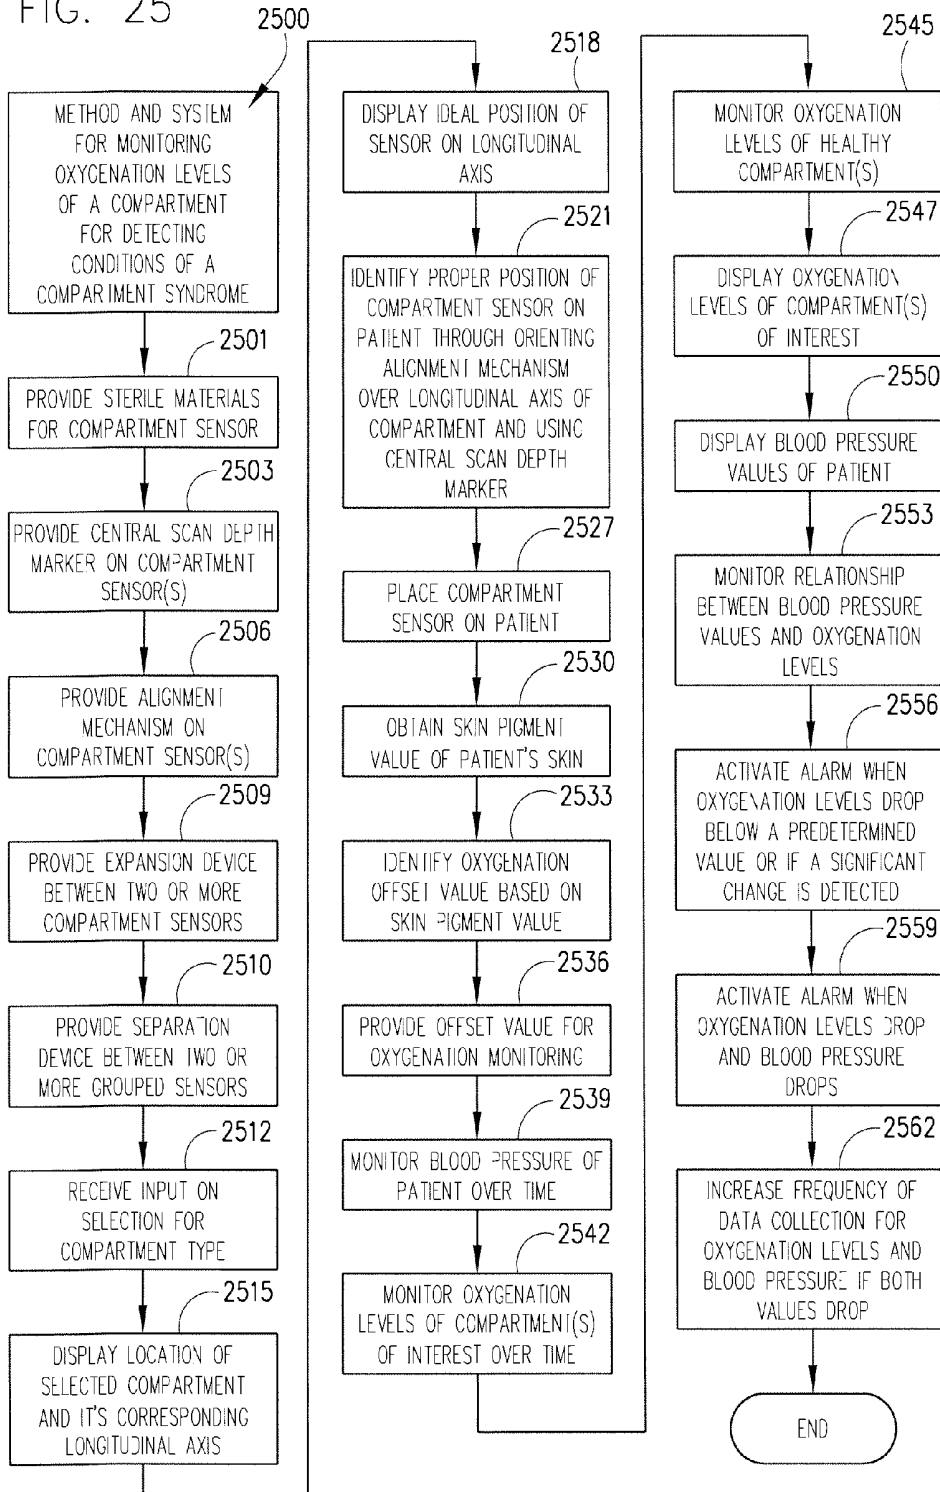 FIG. 25
2500
METHOD AND SYSTEM
FOR MONITORING
OXYGENATION LEVELS
OF A COMPARTMENT
FOR DETECTING
CONDITIONS OF A
COMPARTMENT SYNDROME
2501
PROVIDE STERILE MATERIALS
FOR COMPARTMENT SENSOR
2503
PROVIDE CENTRAL SCAN DEPTH
MARKER ON COMPARTMENT
SENSOR(S)
2506
PROVIDE ALIGNMENT
MECHANISM ON
COMPARTMENT SENSOR(S)
2509
PROVIDE EXPANSION DEVICE
BETWEEN TWO OR MORE
COMPARTMENT SENSORS
2510
PROVIDE SEPARATION
DEVICE BETWEEN TWO OR
MORE GROUPED SENSORS
2512
RECEIVE INPUT ON
SELECTION FOR
COMPARTMENT TYPE
2515
DISPLAY LOCATION OF
SELECTED COMPARTMENT
AND IT'S CORRESPONDING
LONGITUDINAL AXIS
2518
DISPLAY IDEAL POSITION OF
SENSOR ON LONGITUDINAL
AXIS
2521
IDENTIFY PROPER POSITION OF
COMPARTMENT SENSOR ON
PATIENT THROUGH ORIENTING
ALIGNMENT MECHANISM
OVER LONGITUDINAL AXIS OF
COMPARTMENT AND USING
CENTRAL SCAN DEPTH
MARKER
2527
PLACE COMPARTMENT
SENSOR ON PATIENT
2530
OBTAIN SKIN PIGMENT
VALUE OF PATIENT'S SKIN
2533
IDENTIFY OXYGENATION
OFFSET VALUE BASED ON
SKIN PIGMENT VALUE
2536
PROVIDE OFFSET VALUE FOR
OXYGENATION MONITORING
2539
MONITOR BLOOD PRESSURE OF
PATIENT OVER TIME
2542
MONITOR OXYGENATION
LEVELS OF COMPARTMENT(S)
OF INTEREST OVER TIME
2545
MONITOR OXYGENATION
LEVELS OF HEALTHY
COMPARTMENT(S)
2547
DISPLAY OXYGENATION
LEVELS OF COMPARTMENT(S)
OF INTEREST
2550
DISPLAY BLOOD PRESSURE
VALUES OF PATIENT
2553
MONITOR RELATIONSHIP
BETWEEN BLOOD PRESSURE
VALUES AND OXYGENATION
LEVELS
2556
ACTIVATE ALARM WHEN
OXYGENATION LEVELS DROP
BELOW A PREDETERMINED
VALUE OR IF A SIGNIFICANT
CHANGE IS DETECTED
2559
ACTIVATE ALARM WHEN
OXYGENATION LEVELS DROP
AND BLOOD PRESSURE
DROPS
2562
INCREASE FREQUENCY OF
DATA COLLECTION FOR
OXYGENATION LEVELS AND
BLOOD PRESSURE IF BOTH
VALUES DROP
END